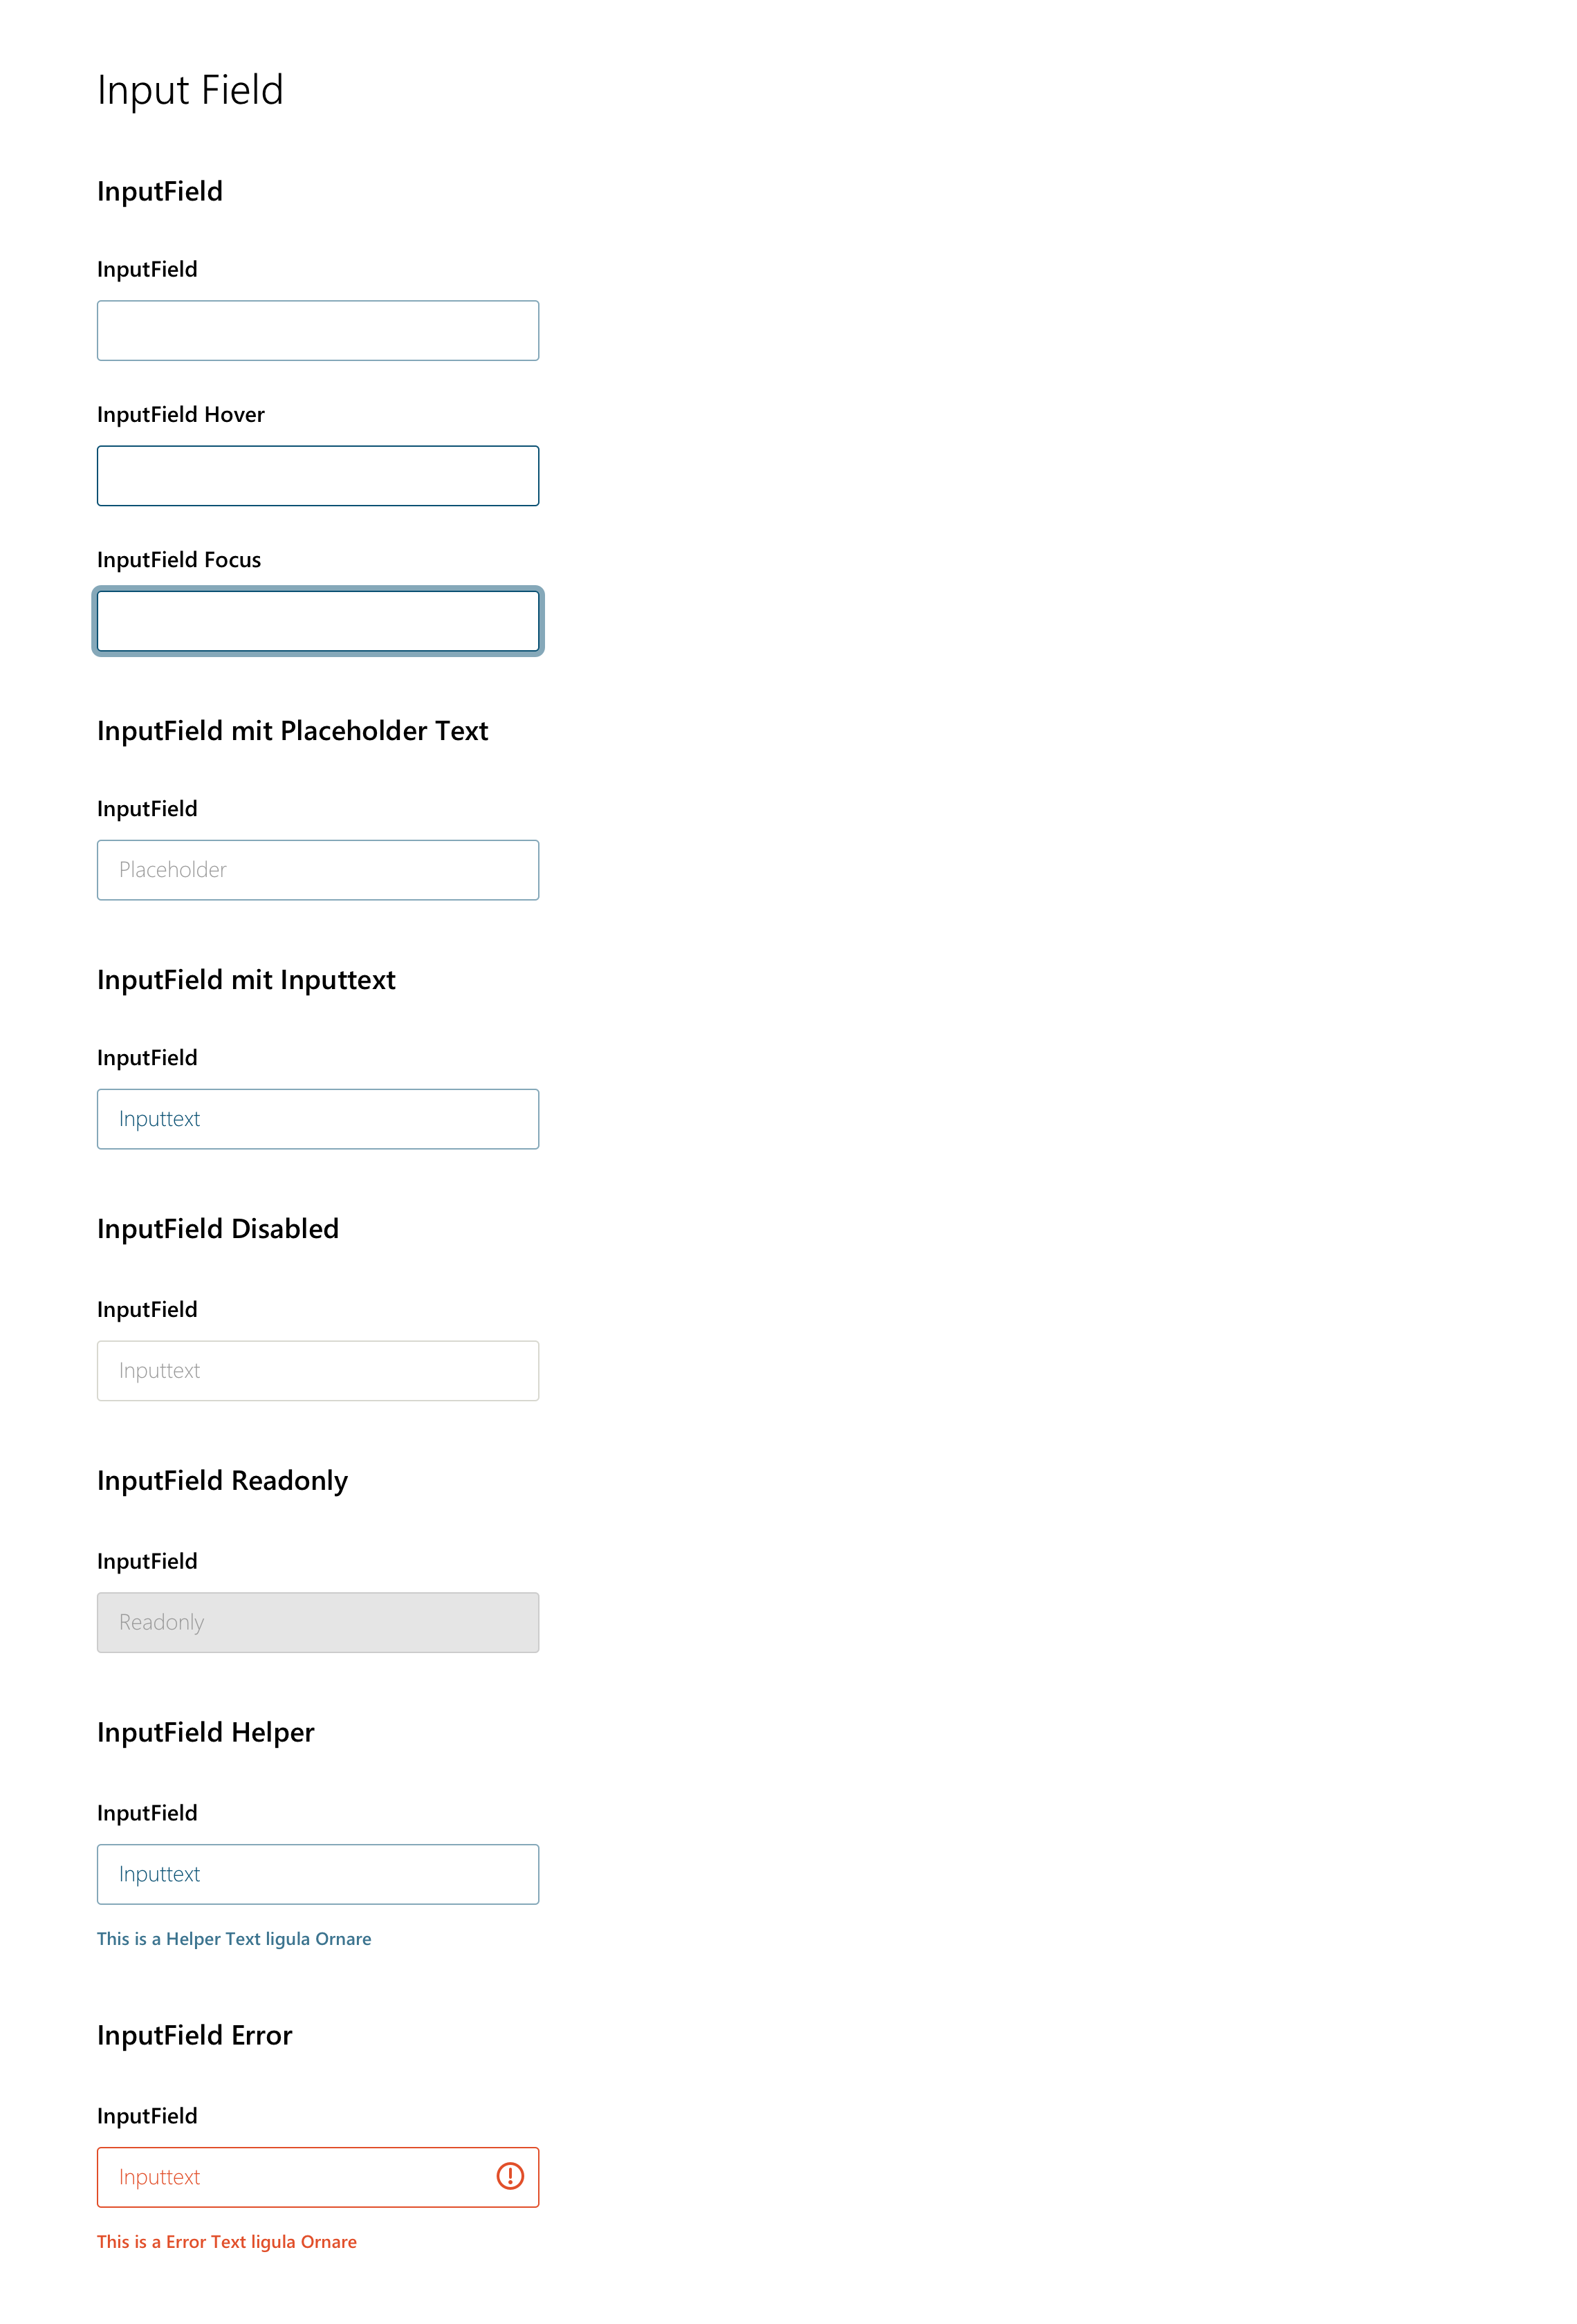 Input Field
InputField
InputField
InputField Hover
InputField Focus
InputField mit Placeholder Text
InputField
Placeholder
InputField mit Inputtext
InputField
Inputtext
InputField Disabled
InputField
Inputtext
InputField Readonly
InputField
Readonly
InputField Helper
InputField
Inputtext
This is a Helper Text ligula Ornare
InputField Error
InputField
Inputtext
This is a Error Text ligula Ornare